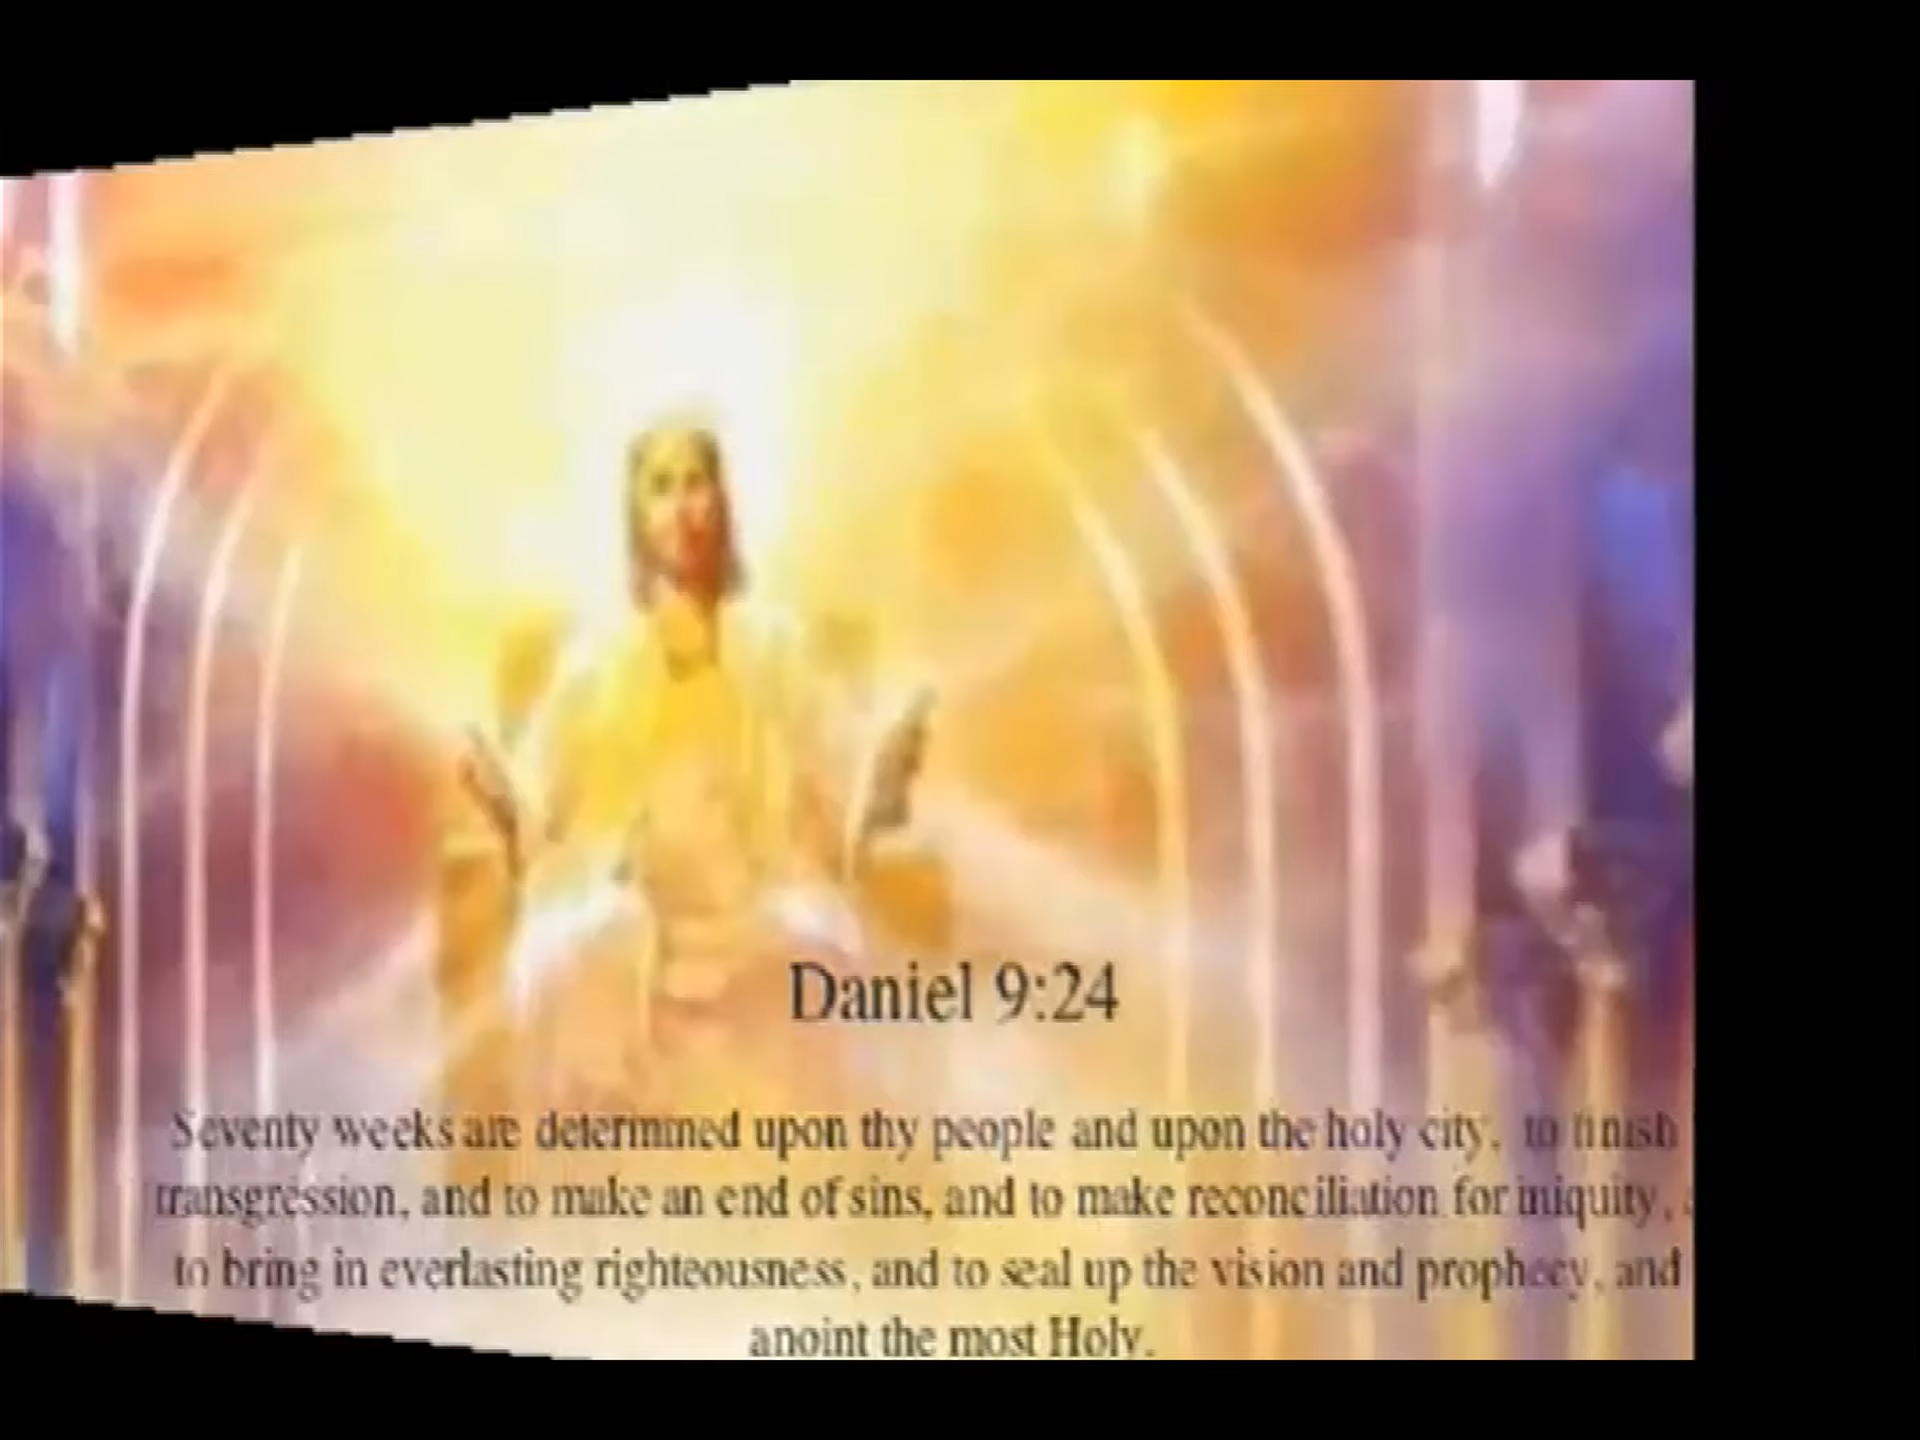 Daniel 9:24
Seventy weeks are determined upon thy people and upon the holy city, to finish
transgression, and to make an end of sins, and to make reconciliation for iniquity,
to bring in everlasting righteousness, and to seal up the vision and prophecy, and
anoint the most Holy.